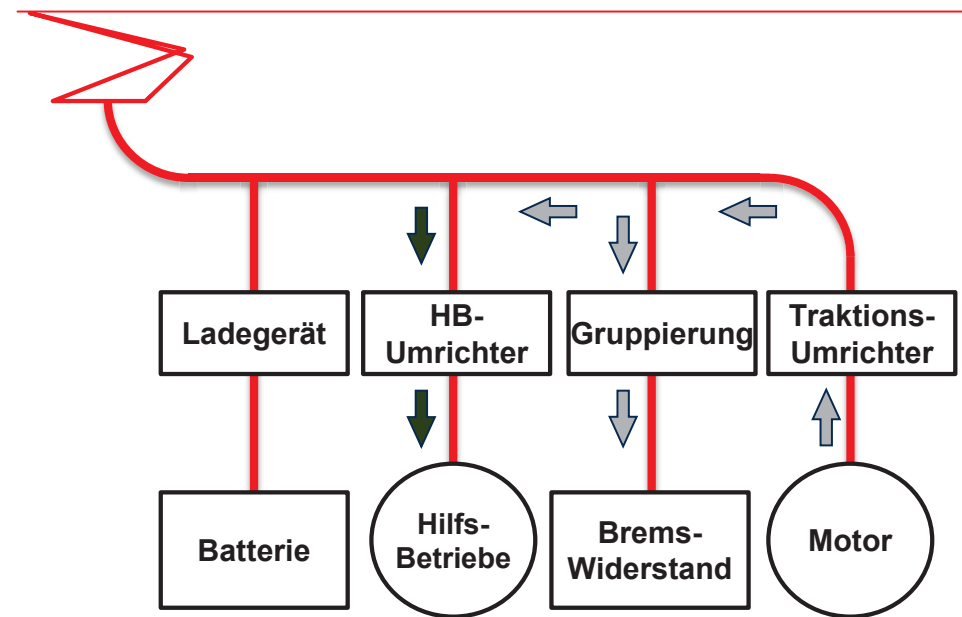 Ladegerät
HB-
Umrichter
Gruppierung
Traktions-
Umrichter
Batterie
Hilfs-
Betriebe
Brems-
Widerstand
Motor